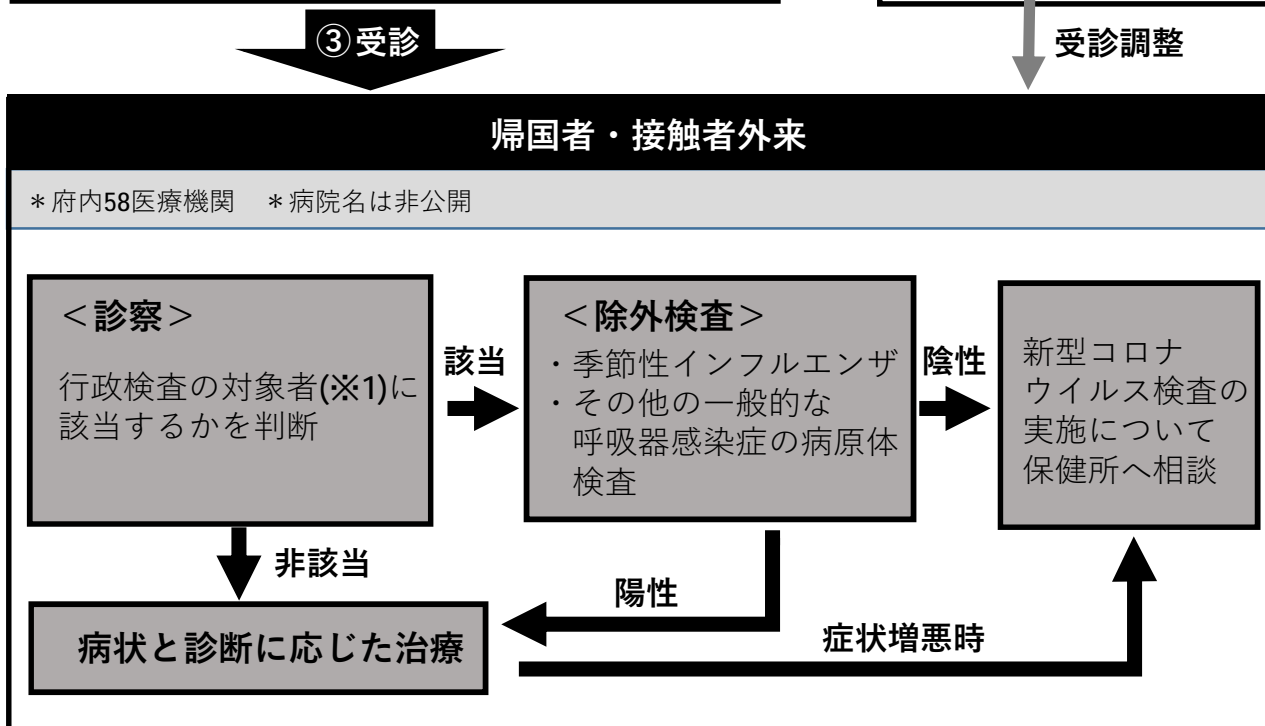 ③受診
受診調整
帰国者・接触者外来
＊府内58医療機関　＊病院名は非公開
＜診察＞
行政検査の対象者(※1)に
該当するかを判断
該当
＜除外検査＞
・季節性インフルエンザ
・その他の一般的な
呼吸器感染症の病原体
検査
陰性
新型コロナ
ウイルス検査の
実施について
保健所へ相談
非該当
陽性
病状と診断に応じた治療
症状増悪時